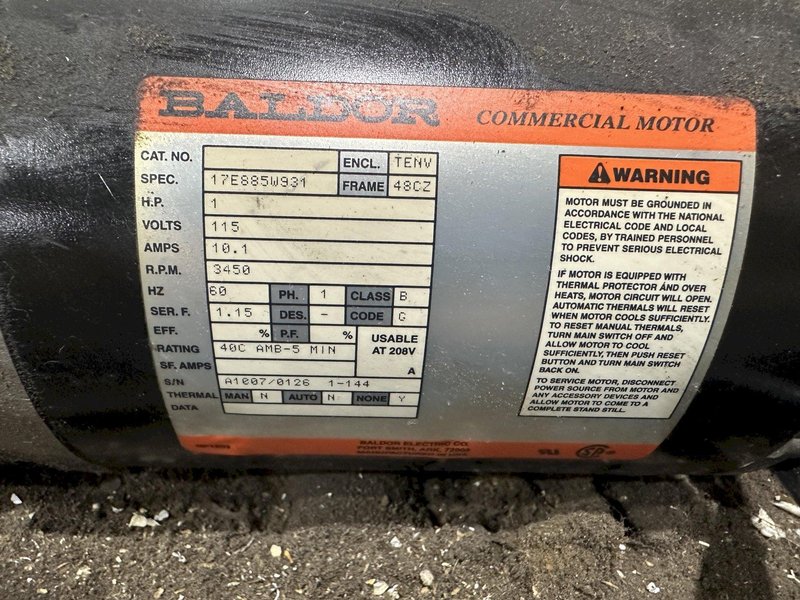 BALDOR COMMERCIAL MOTOR
CAT. NO. ENCL. TENV
SPEC. 17E885W931 FRAME 48CZ
H.P. 1
VOLTS 115
AMPS 10.1
R.P.M. 3450
HZ 60 PH. 1 CLASS B
SER. F. 1.15 DES. - CODE G
EFF. % P.F. %
RATING 40C AMB-5 MIN
USABLE
AT 208V
SF. AMPS A
S/N A1007/0126 1-144
THERMAL MAN N AUTO N NONE Y
DATA
WARNING
MOTOR MUST BE GROUNDED IN
ACCORDANCE WITH THE NATIONAL
ELECTRICAL CODE AND LOCAL
CODES, BY TRAINED PERSONNEL
TO PREVENT SERIOUS ELECTRICAL
SHOCK.
IF MOTOR IS EQUIPPED WITH
THERMAL PROTECTOR AND OVER
HEATS, MOTOR CIRCUIT WILL OPEN.
AUTOMATIC THERMALS WILL RESET
WHEN MOTOR COOLS SUFFICIENTLY.
TO RESET MANUAL THERMALS,
TURN MAIN SWITCH OFF AND
ALLOW MOTOR TO COOL
SUFFICIENTLY, THEN PUSH RESET
BUTTON AND TURN MAIN SWITCH
BACK ON.
TO SERVICE MOTOR, DISCONNECT
POWER SOURCE FROM MOTOR AND
ANY ACCESSORY DEVICES AND
ALLOW MOTOR TO COME TO A
COMPLETE STAND STILL.
BALDOR ELECTRIC CO.
FORT SMITH, ARK. 72902
MANUFACTURED IN U.S.A.